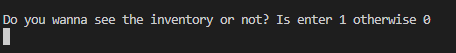 Do you wanna see the inventory or not? Is enter 1 otherwise 0